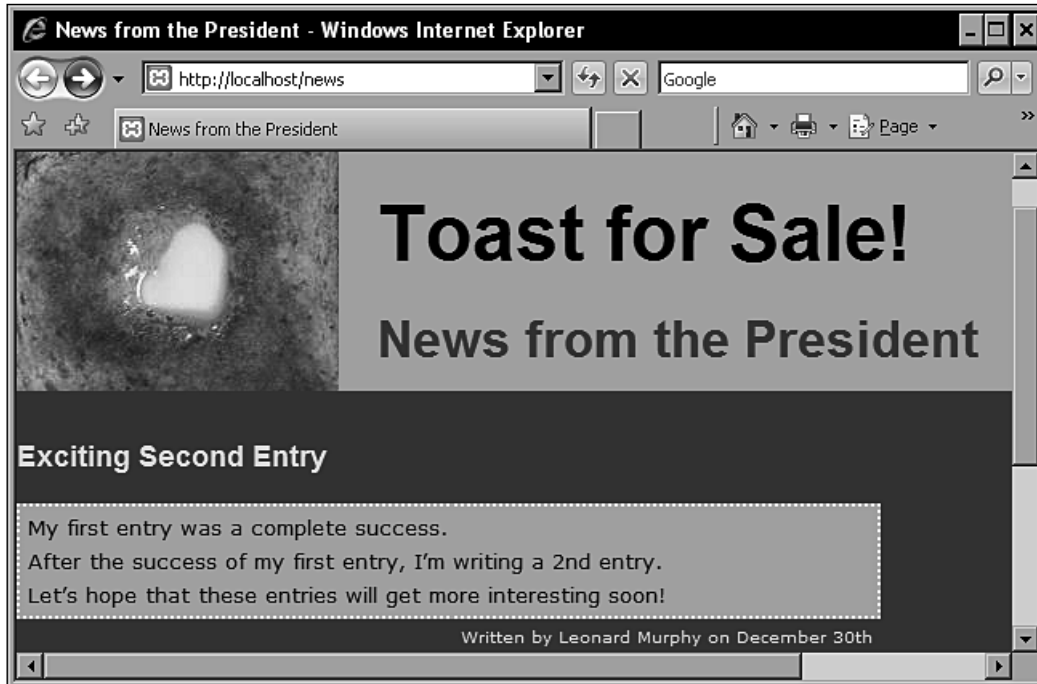 News from the President - Windows Internet Explorer
http://localhost/news
Google
News from the President
Page
Toast for Sale!
News from the President
Exciting Second Entry
My first entry was a complete success.
After the success of my first entry, I'm writing a 2nd entry.
Let's hope that these entries will get more interesting soon!
Written by Leonard Murphy on December 30th